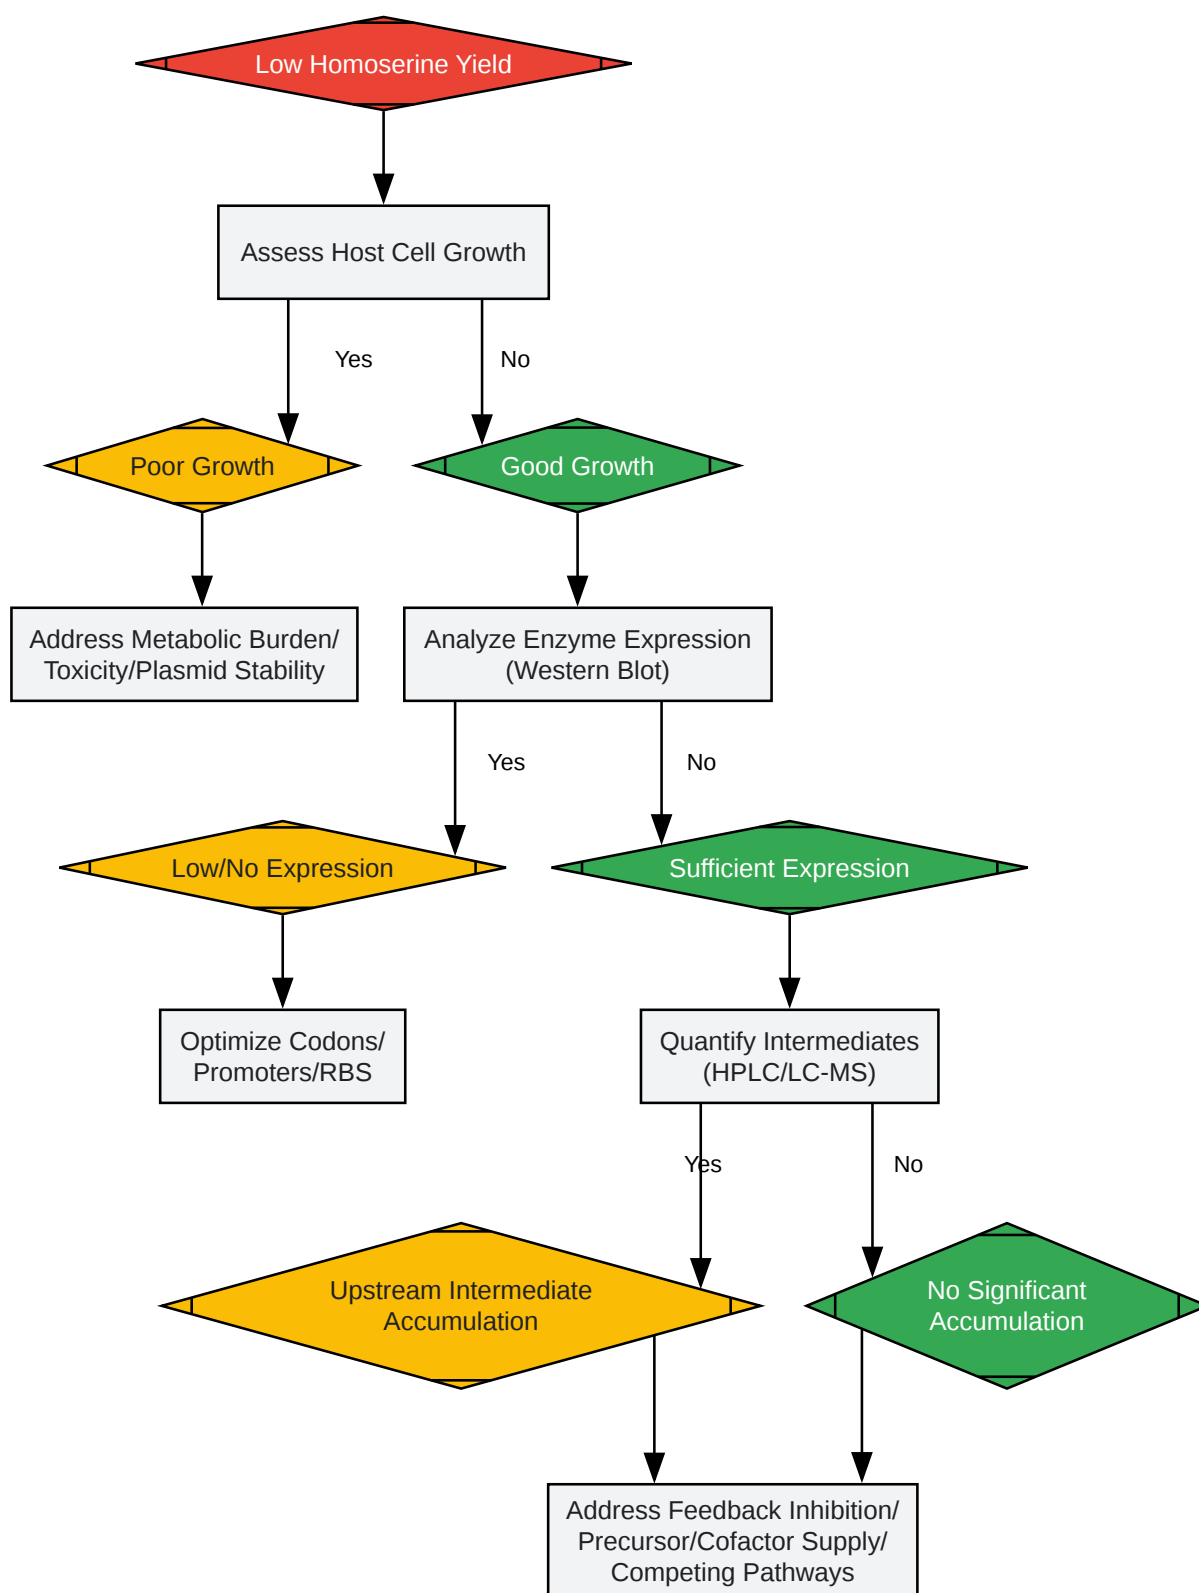 Low Homoserine Yield
Assess Host Cell Growth
Yes
No
Poor Growth
Good Growth
Address Metabolic Burden/
Toxicity/Plasmid Stability
Analyze Enzyme Expression
(Western Blot)
Yes
No
Low/No Expression
Sufficient Expression
Optimize Codons/
Promoters/RBS
Quantify Intermediates
(HPLC/LC-MS)
Yes
No
Upstream Intermediate
Accumulation
No Significant
Accumulation
Address Feedback Inhibition/
Precursor/Cofactor Supply/
Competing Pathways